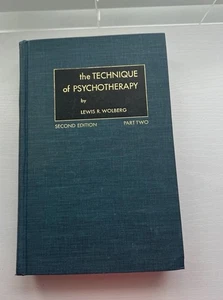 the TECHNIQUE
of PSYCHOTHERAPY
by
LEWIS R. WOLBERG
SECOND EDITION PART TWO